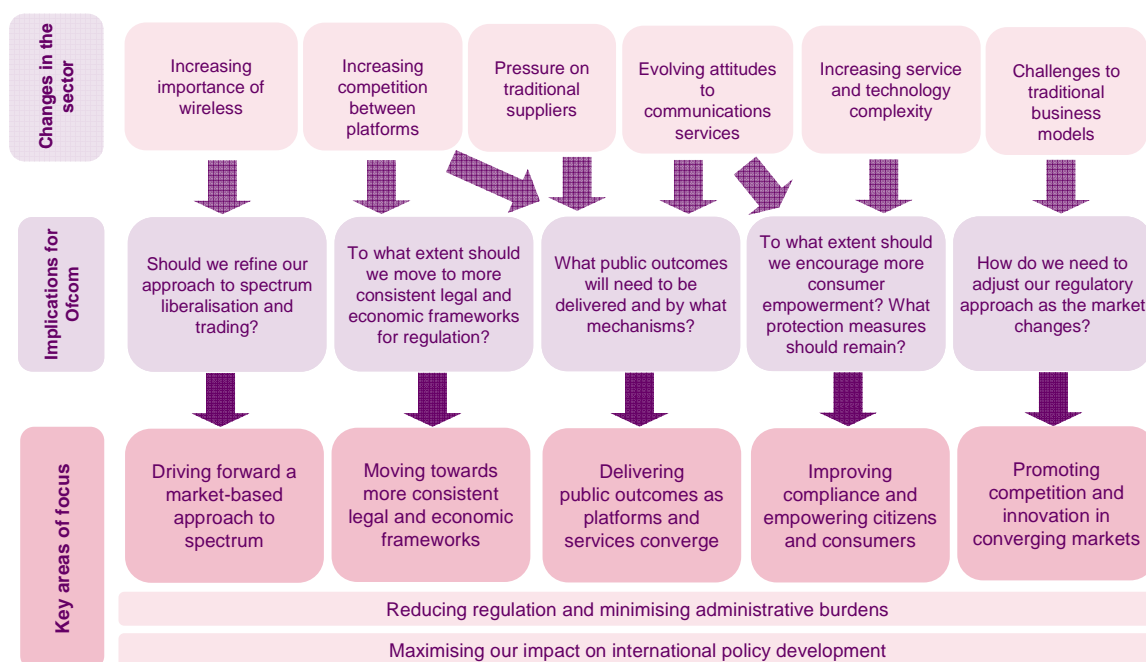 Changes in the
sector
Increasing
importance of
wireless
Increasing
competition
between
platforms
Pressure on
traditional
suppliers
Evolving attitudes
to
communications
services
Increasing service
and technology
complexity
Challenges to
traditional
business
models
Implications for
Ofcom
Should we refine our
approach to spectrum
liberalisation and
trading?
To what extent should
we move to more
consistent legal and
economic frameworks
for regulation?
What public outcomes
will need to be
delivered and by what
mechanisms?
To what extent should
we encourage more
consumer
empowerment? What
protection measures
should remain?
How do we need to
adjust our regulatory
approach as the market
changes?
Key areas of focus
Driving forward a
market-based
approach to
spectrum
Moving towards
more consistent
legal and economic
frameworks
Delivering
public outcomes as
platforms and
services converge
Improving
compliance and
empowering citizens
and consumers
Promoting
competition and
innovation in
converging markets
Reducing regulation and minimising administrative burdens
Maximising our impact on international policy development